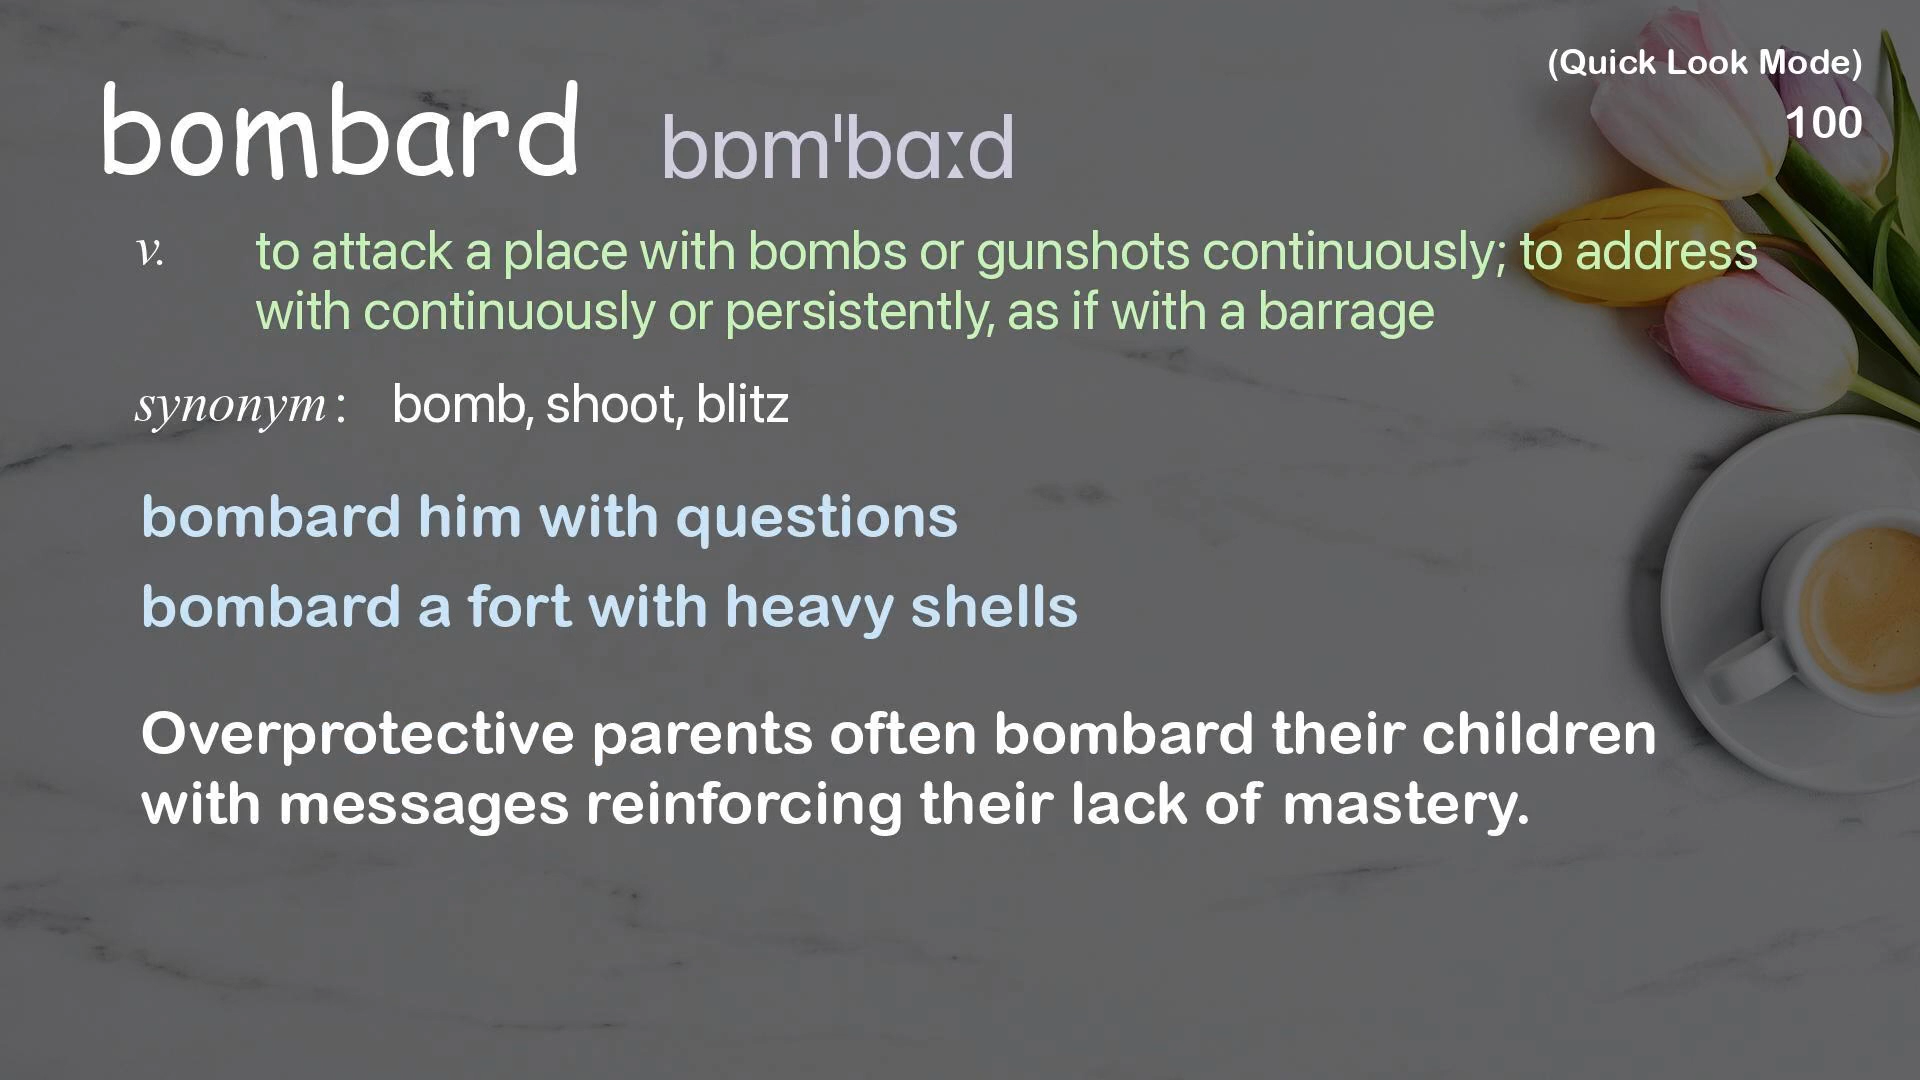 (Quick Look Mode)
100
bombard bɒmˈbɑːd
v. to attack a place with bombs or gunshots continuously; to address
with continuously or persistently, as if with a barrage
synonym: bomb, shoot, blitz
bombard him with questions
bombard a fort with heavy shells
Overprotective parents often bombard their children
with messages reinforcing their lack of mastery.